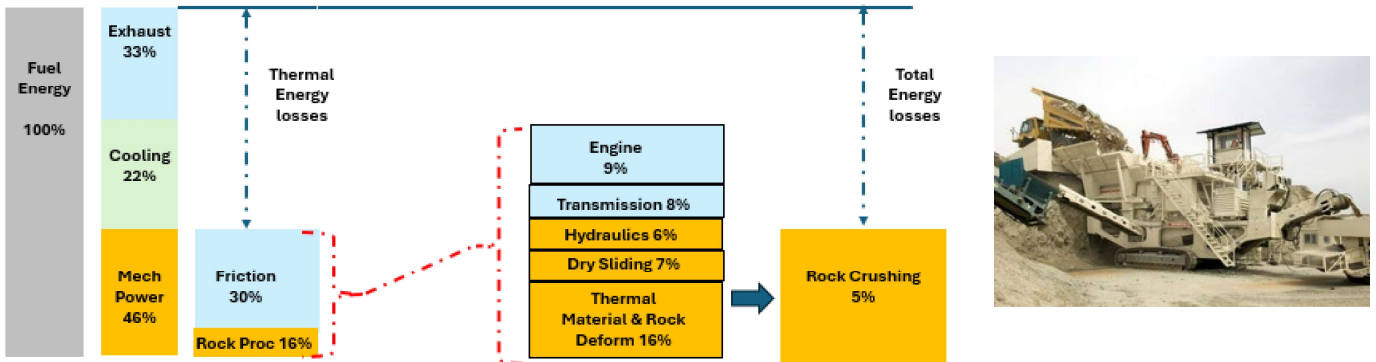 Fuel
Energy
100%
Exhaust
33%
Cooling
22%
Mech
Power
46%
Thermal
Energy
losses
Friction
30%
Rock Proc 16%
Engine
9%
Transmission 8%
Hydraulics 6%
Dry Sliding 7%
Thermal
Material & Rock
Deform 16%
Total
Energy
losses
Rock Crushing
5%